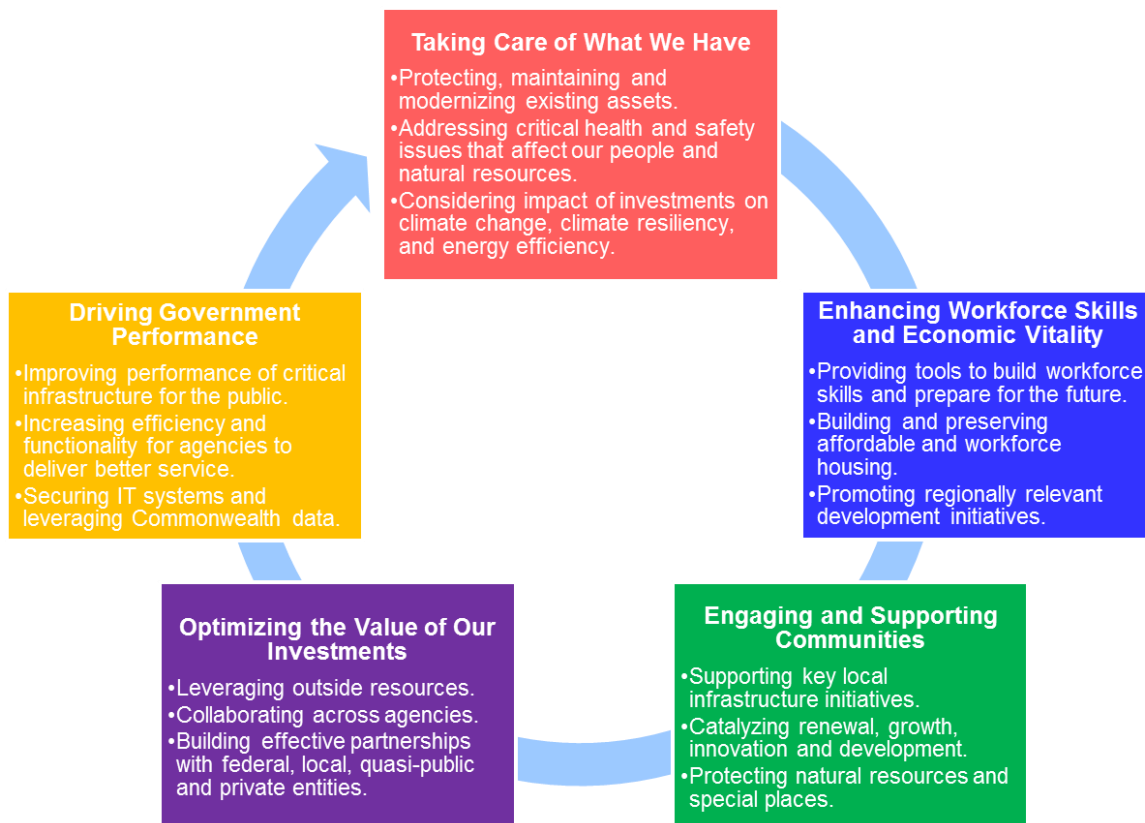 Taking Care of What We Have
•Protecting, maintaining and
modernizing existing assets.
•Addressing critical health and safety
issues that affect our people and
natural resources.
•Considering impact of investments on
climate change, climate resiliency,
and energy efficiency.
Enhancing Workforce Skills
and Economic Vitality
•Providing tools to build workforce
skills and prepare for the future.
•Building and preserving
affordable and workforce
housing.
•Promoting regionally relevant
development initiatives.
Engaging and Supporting
Communities
•Supporting key local
infrastructure initiatives.
•Catalyzing renewal, growth,
innovation and development.
•Protecting natural resources and
special places.
Optimizing the Value of Our
Investments
•Leveraging outside resources.
•Collaborating across agencies.
•Building effective partnerships
with federal, local, quasi-public
and private entities.
Driving Government
Performance
•Improving performance of critical
infrastructure for the public.
•Increasing efficiency and
functionality for agencies to
deliver better service.
•Securing IT systems and
leveraging Commonwealth data.